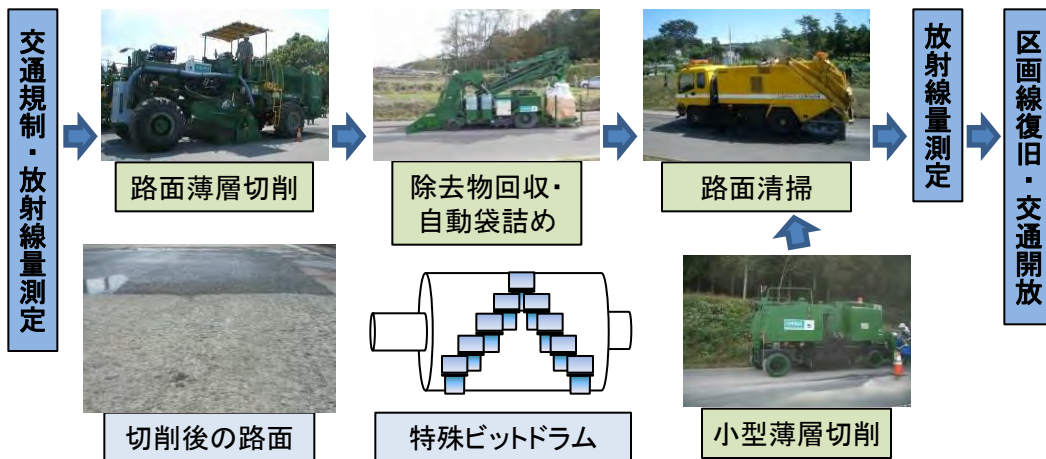 交通規制・放射線量測定
路面薄層切削
除去物回収・
自動袋詰め
路面清掃
放射線量測定
区画線復旧・交通開放
切削後の路面
特殊ビットドラム
小型薄層切削